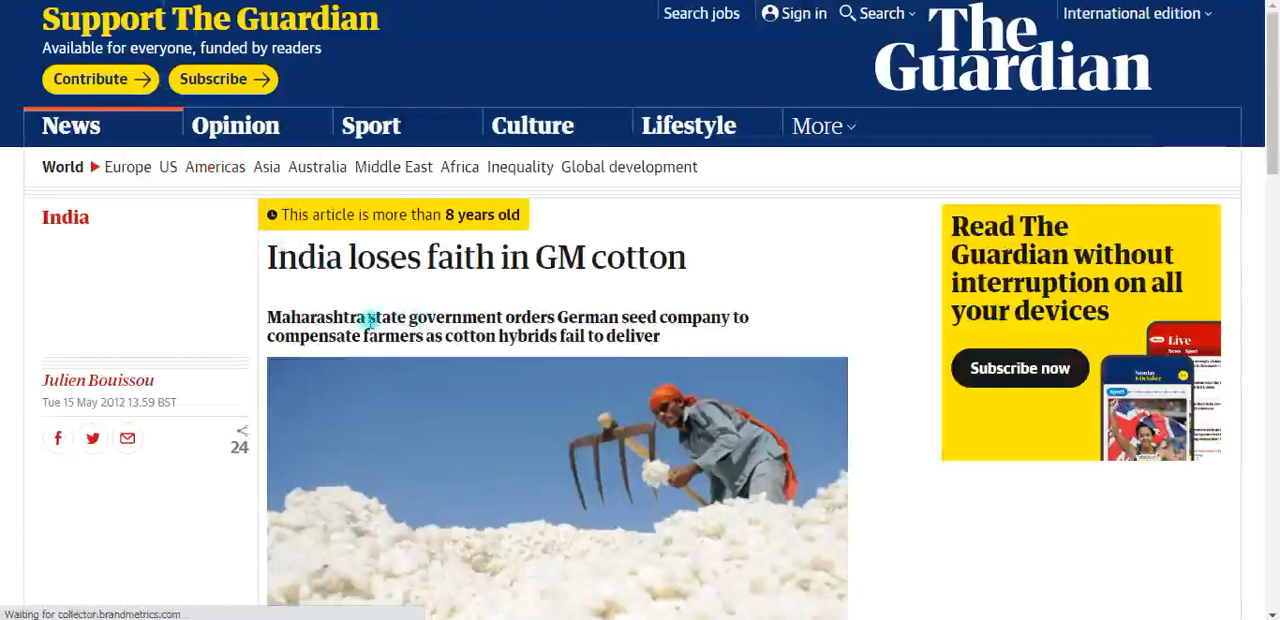 Support The Guardian
Available for everyone, funded by readers
Contribute
Subscribe
Search jobs
Sign in
Search
International edition
The
Guardian
News
Opinion
Sport
Culture
Lifestyle
More
World
Europe US Americas Asia Australia Middle East Africa Inequality Global development
India
This article is more than 8 years old
India loses faith in GM cotton
Maharashtra state government orders German seed company to
compensate farmers as cotton hybrids fail to deliver
Julien Bouissou
Tue 15 May 2012 13.59 BST
24
Read The
Guardian without
interruption on all
your devices
Subscribe now
Live
Sport
Waiting for collector.brandmetrics.com...